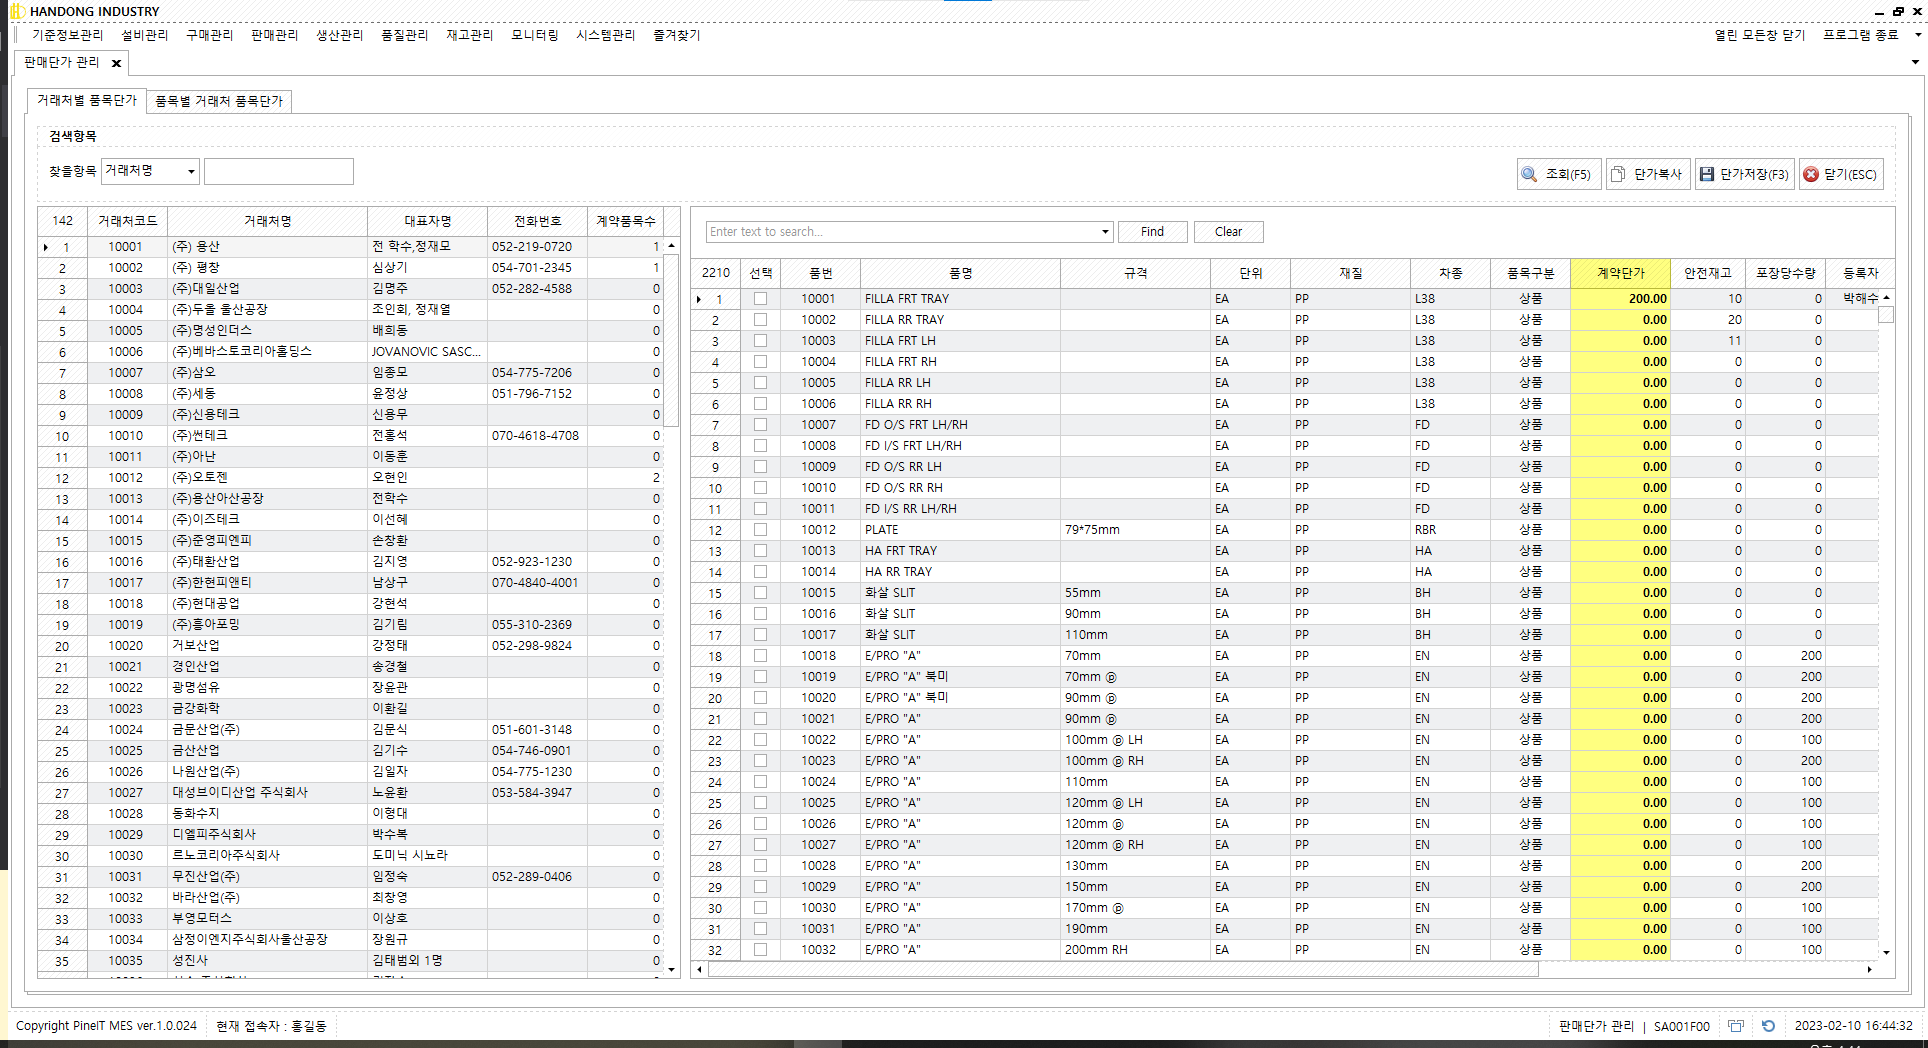 HANDONG INDUSTRY
기준정보관리 설비관리 구매관리 판매관리 생산관리 품질관리 재고관리 모니터링 시스템관리 즐겨찾기 열린 모든창 닫기 프로그램 종료
판매단가 관리
거래처별 품목단가 품목별 거래처 품목단가
검색항목
찾을항목 거래처명 조회(F5) 단가복사 단가저장(F3) 닫기(ESC)
142 거래처코드 거래처명 대표자명 전화번호 계약품목수
1 10001 (주) 용산 전 학수,정재모 052-219-0720 1
2 10002 (주) 평창 심상기 054-701-2345 1
3 10003 (주)대일산업 김명주 052-282-4588 0
4 10004 (주)두올 울산공장 조인회, 정재열 0
5 10005 (주)명성인더스 배희동 0
6 10006 (주)베바스토코리아홀딩스 JOVANOVIC SASC... 0
7 10007 (주)삼오 임종모 054-775-7206 0
8 10008 (주)세동 윤정상 051-796-7152 0
9 10009 (주)신용테크 신용무 0
10 10010 (주)썬테크 전홍석 070-4618-4708 0
11 10011 (주)아난 이동훈 0
12 10012 (주)오토젠 오현인 2
13 10013 (주)용산아산공장 전학수 0
14 10014 (주)이즈테크 이선혜 0
15 10015 (주)준영피엔피 손창환 0
16 10016 (주)태환산업 김지영 052-923-1230 0
17 10017 (주)한현피앤티 남상구 070-4840-4001 0
18 10018 (주)현대공업 강현석 0
19 10019 (주)흥아포밍 김기림 055-310-2369 0
20 10020 거보산업 강정태 052-298-9824 0
21 10021 경인산업 송경철 0
22 10022 광명섬유 장윤관 0
23 10023 금강화학 이환길 0
24 10024 금문산업(주) 김문식 051-601-3148 0
25 10025 금산산업 김기수 054-746-0901 0
26 10026 나원산업(주) 김일자 054-775-1230 0
27 10027 대성브이디산업 주식회사 노윤환 053-584-3947 0
28 10028 동화수지 이형대 0
29 10029 디엘피주식회사 박수복 0
30 10030 르노코리아주식회사 도미닉 시뇨라 0
31 10031 무진산업(주) 임정숙 052-289-0406 0
32 10032 바라산업(주) 최창영 0
33 10033 부영모터스 이상호 0
34 10034 삼정이엔지주식회사울산공장 장원규 0
35 10035 성진사 김태범외 1명 0
Enter text to search... Find Clear
2210 선택 품번 품명 규격 단위 재질 차종 품목구분 계약단가 안전재고 포장당수량 등록자
1 10001 FILLA FRT TRAY EA PP L38 상품 200.00 10 0 박해수
2 10002 FILLA RR TRAY EA PP L38 상품 0.00 20 0
3 10003 FILLA FRT LH EA PP L38 상품 0.00 11 0
4 10004 FILLA FRT RH EA PP L38 상품 0.00 0 0
5 10005 FILLA RR LH EA PP L38 상품 0.00 0 0
6 10006 FILLA RR RH EA PP L38 상품 0.00 0 0
7 10007 FD O/S FRT LH/RH EA PP FD 상품 0.00 0 0
8 10008 FD I/S FRT LH/RH EA PP FD 상품 0.00 0 0
9 10009 FD O/S RR LH EA PP FD 상품 0.00 0 0
10 10010 FD O/S RR RH EA PP FD 상품 0.00 0 0
11 10011 FD I/S RR LH/RH EA PP FD 상품 0.00 0 0
12 10012 PLATE 79*75mm EA PP RBR 상품 0.00 0 0
13 10013 HA FRT TRAY EA PP HA 상품 0.00 0 0
14 10014 HA RR TRAY EA PP HA 상품 0.00 0 0
15 10015 화살 SLIT 55mm EA PP BH 상품 0.00 0 0
16 10016 화살 SLIT 90mm EA PP BH 상품 0.00 0 0
17 10017 화살 SLIT 110mm EA PP BH 상품 0.00 0 0
18 10018 E/PRO "A" 70mm EA PP EN 상품 0.00 0 200
19 10019 E/PRO "A" 북미 70mm ⓟ EA PP EN 상품 0.00 0 200
20 10020 E/PRO "A" 북미 90mm ⓟ EA PP EN 상품 0.00 0 200
21 10021 E/PRO "A" 90mm ⓟ EA PP EN 상품 0.00 0 200
22 10022 E/PRO "A" 100mm ⓟ LH EA PP EN 상품 0.00 0 100
23 10023 E/PRO "A" 100mm ⓟ RH EA PP EN 상품 0.00 0 200
24 10024 E/PRO "A" 110mm EA PP EN 상품 0.00 0 100
25 10025 E/PRO "A" 120mm ⓟ LH EA PP EN 상품 0.00 0 100
26 10026 E/PRO "A" 120mm ⓟ EA PP EN 상품 0.00 0 100
27 10027 E/PRO "A" 120mm ⓟ RH EA PP EN 상품 0.00 0 100
28 10028 E/PRO "A" 130mm EA PP EN 상품 0.00 0 200
29 10029 E/PRO "A" 150mm EA PP EN 상품 0.00 0 200
30 10030 E/PRO "A" 170mm ⓟ EA PP EN 상품 0.00 0 100
31 10031 E/PRO "A" 190mm EA PP EN 상품 0.00 0 100
32 10032 E/PRO "A" 200mm RH EA PP EN 상품 0.00 0 100
Copyright PineIT MES ver.1.0.024 현재 접속자 : 홍길동 판매단가 관리 | SA001F00 2023-02-10 16:44:32